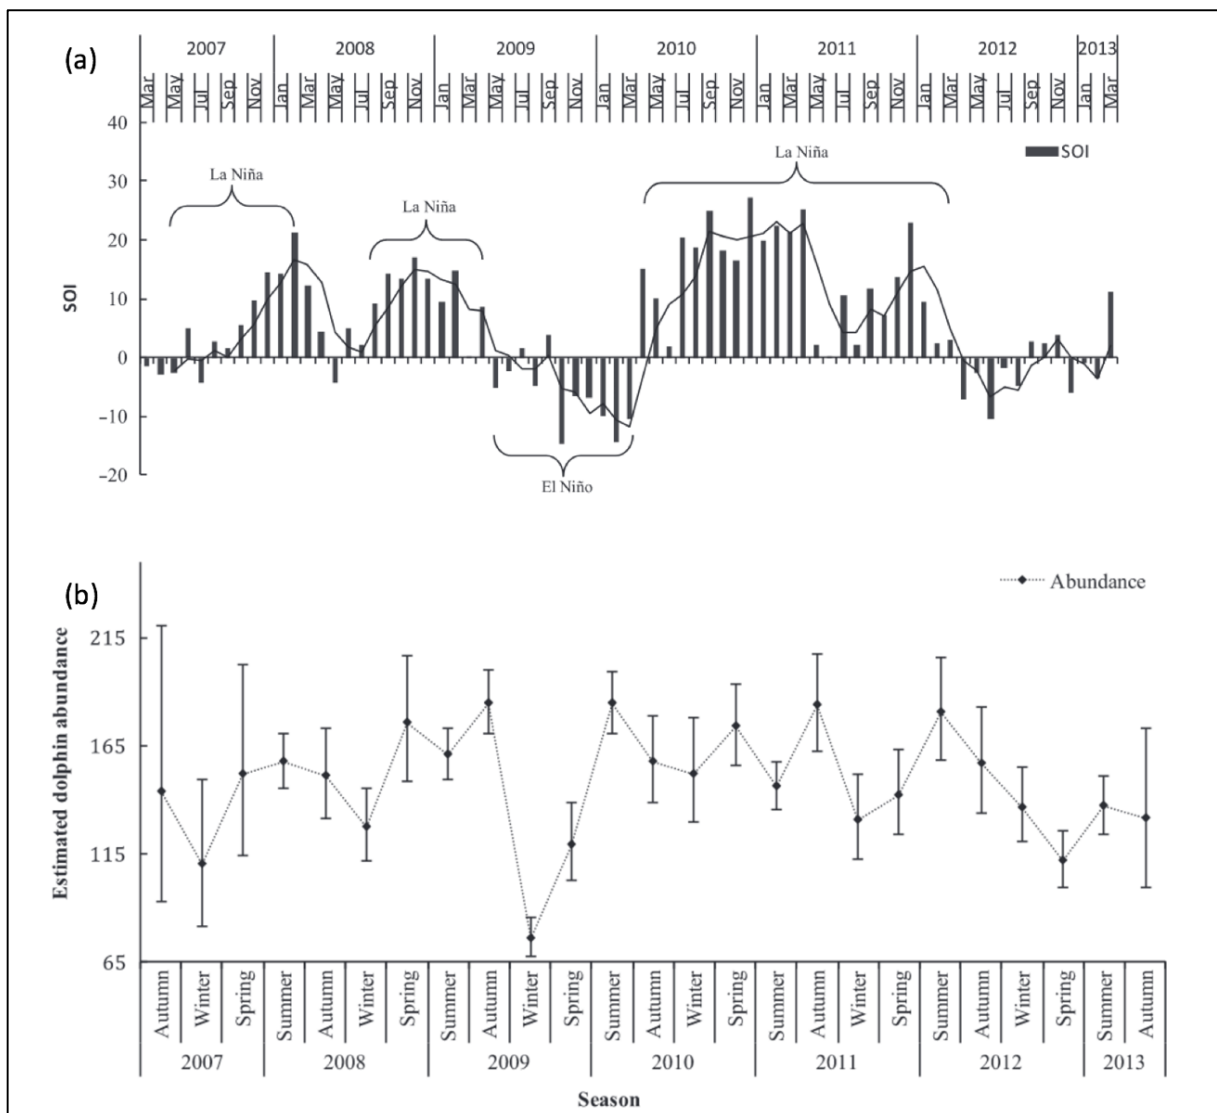 (a)
2007 2008 2009 2010 2011 2012 2013
Mar May Jul Sep Nov Jan Mar May Jul Sep Nov Jan Mar May Jul Sep Nov Jan Mar May Jul Sep Nov Jan Mar May Jul Sep Nov Jan Mar May Jul Sep Nov Jan Mar
40
30
20
10
0
−10
−20
SOI
SOI
La Niña
La Niña
La Niña
El Niño
(b)
Abundance
Estimated dolphin abundance
215
165
115
65
Autumn Winter Spring Summer Autumn Winter Spring Summer Autumn Winter Spring Summer Autumn Winter Spring Summer Autumn Winter Spring Summer Autumn Winter Spring Summer Autumn
2007 2008 2009 2010 2011 2012 2013
Season